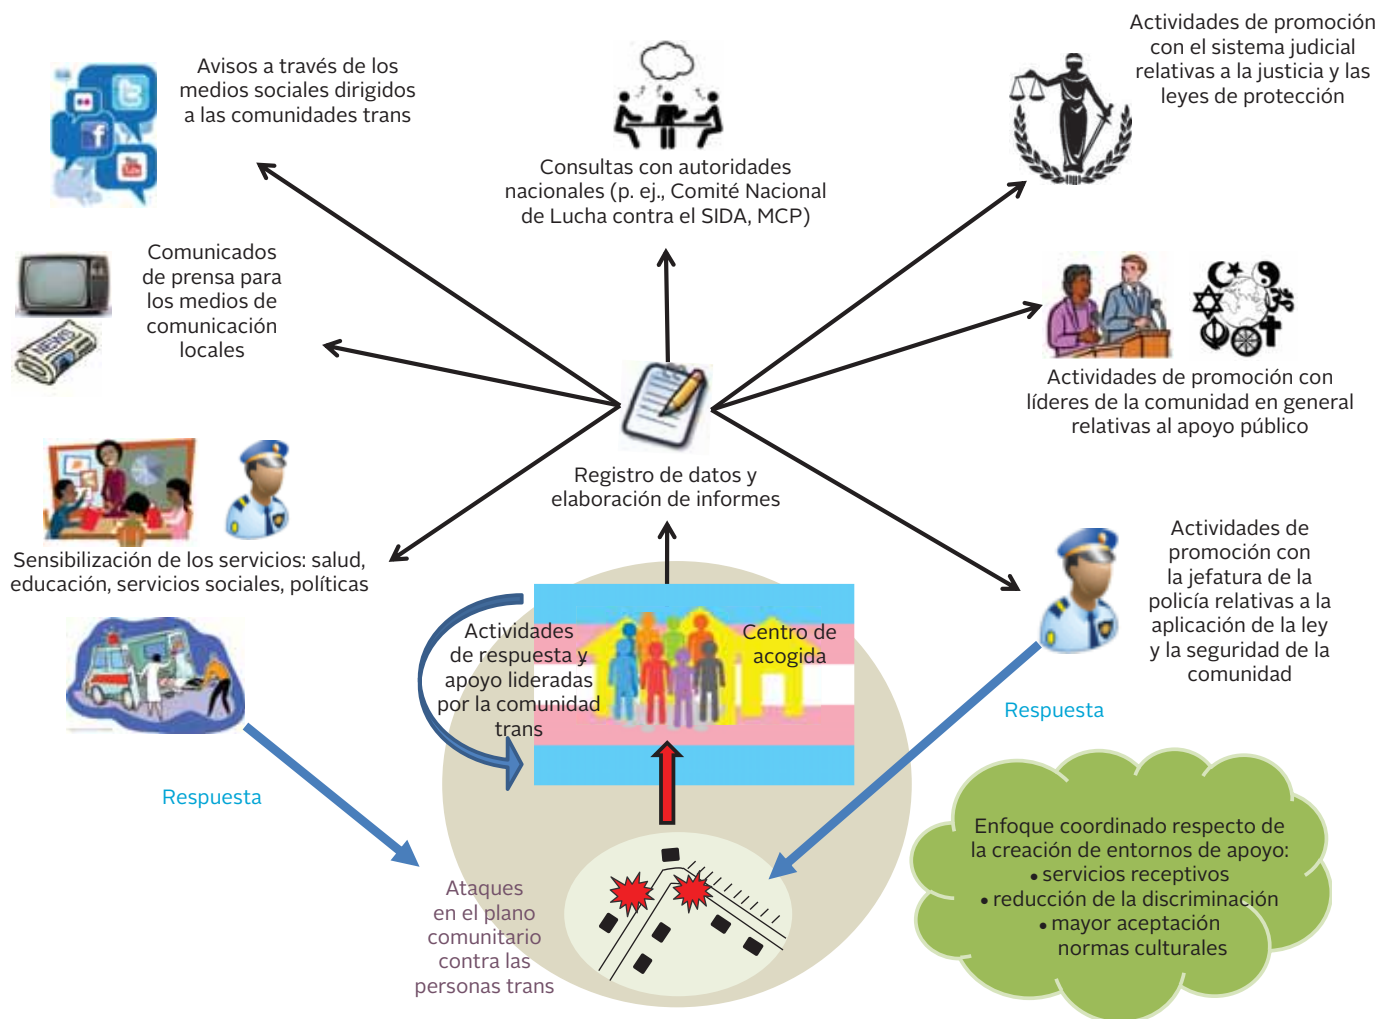 Avisos a través de los
medios sociales dirigidos
a las comunidades trans
Consultas con autoridades
nacionales (p. ej., Comité Nacional
de Lucha contra el SIDA, MCP)
Actividades de promoción
con el sistema judicial
relativas a la justicia y las
leyes de protección
Comunicados
de prensa para
los medios de
comunicación
locales
NEWS
Actividades de promoción con
líderes de la comunidad en general
relativas al apoyo público
Registro de datos y
elaboración de informes
Sensibilización de los servicios: salud,
educación, servicios sociales, políticas
Actividades de
promoción con
la jefatura de la
policía relativas a la
aplicación de la ley
y la seguridad de la
comunidad
Actividades
de respuesta y
apoyo lideradas
por la comunidad
trans
Centro de
acogida
Respuesta
Respuesta
Ataques
en el plano
comunitario
contra las
personas trans
Enfoque coordinado respecto de
la creación de entornos de apoyo:
• servicios receptivos
• reducción de la discriminación
• mayor aceptación
normas culturales